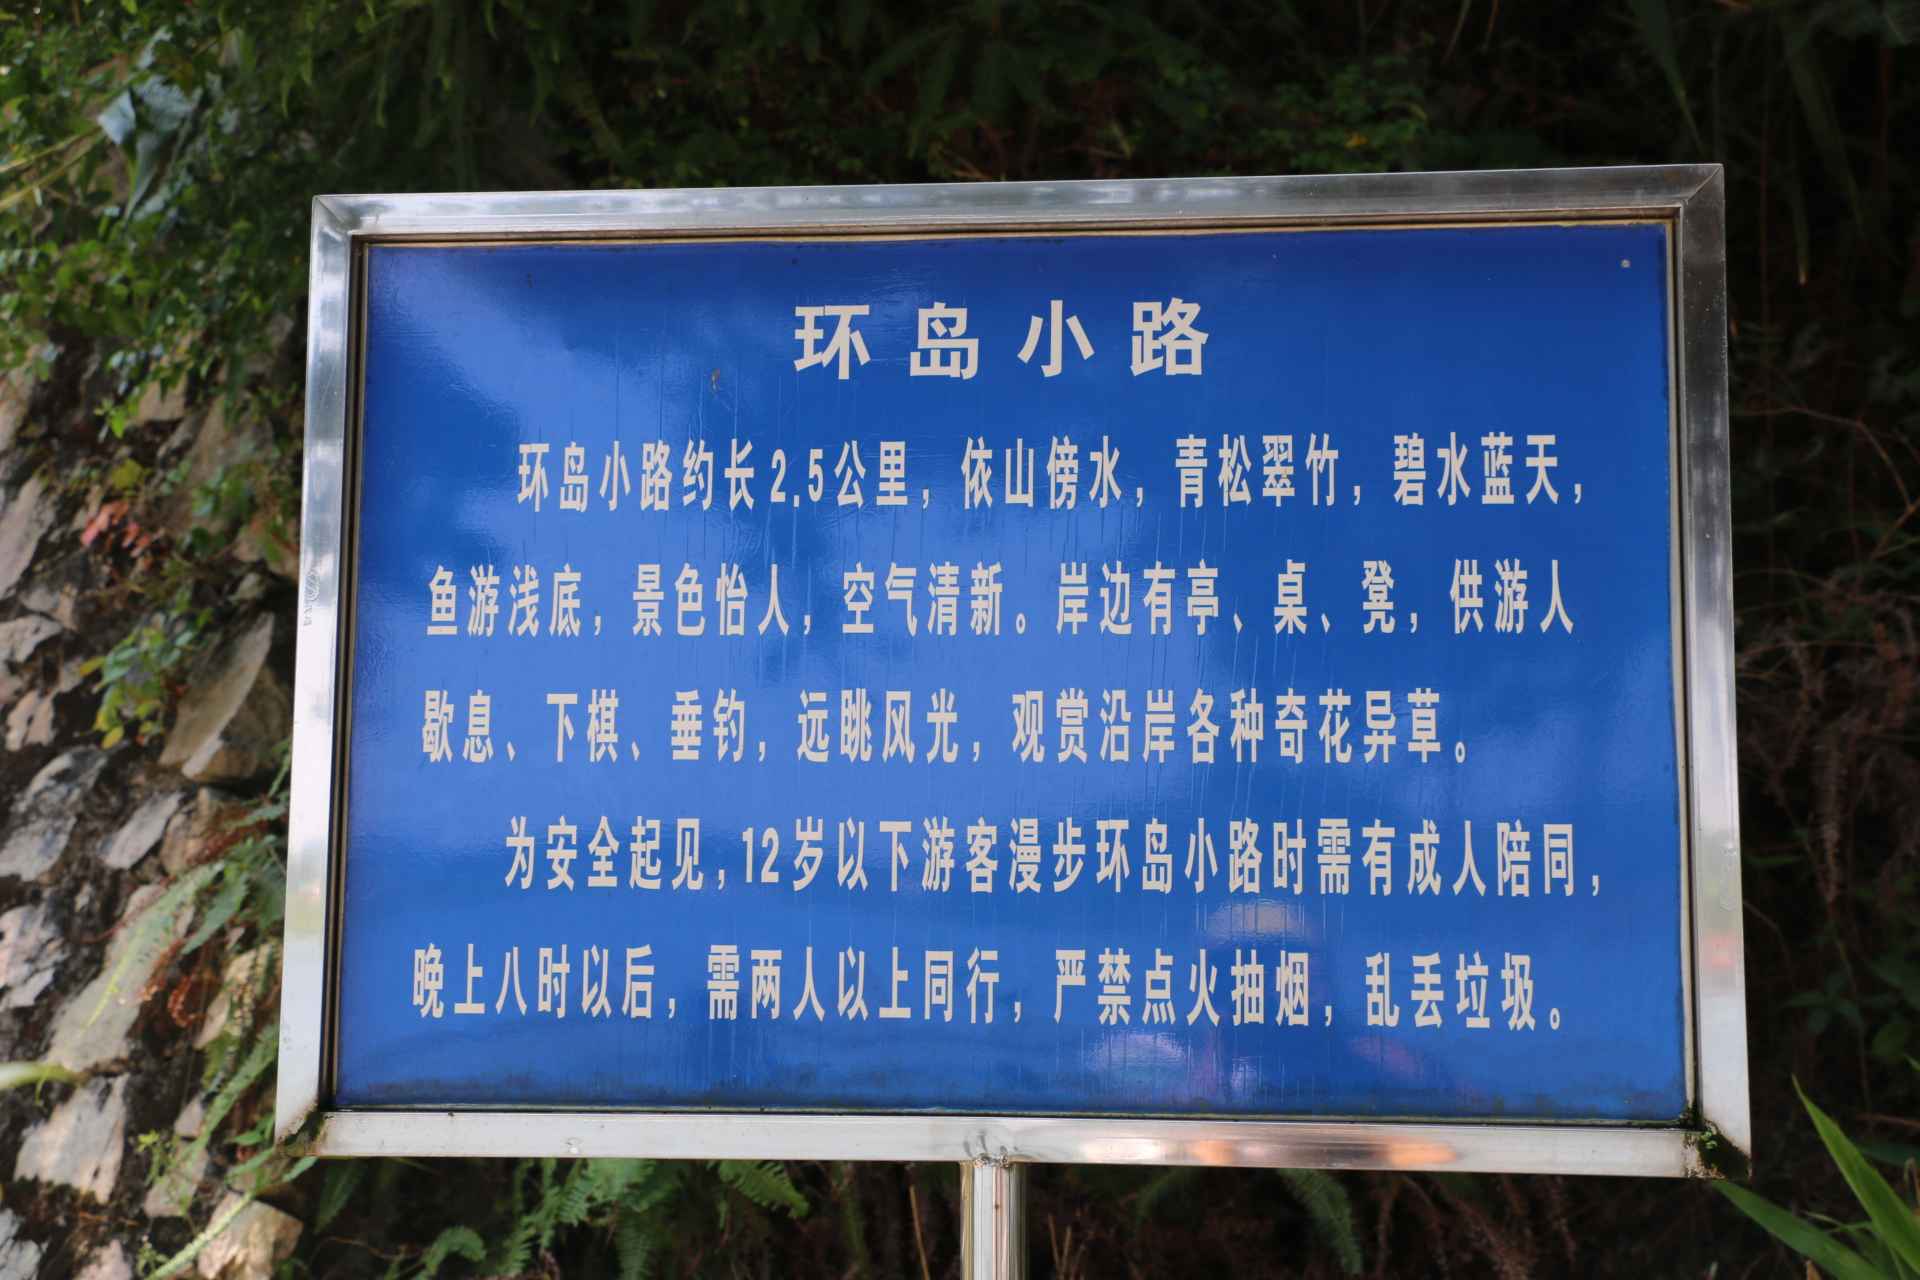 环岛小路
环岛小路约长2.5公里，依山傍水，青松翠竹，碧水蓝天，
鱼游浅底，景色怡人，空气清新。岸边有亭、桌、凳，供游人
歇息、下棋、垂钓，远眺风光，观赏沿岸各种奇花异草。
为安全起见，12岁以下游客漫步环岛小路时需有成人陪同，
晚上八时以后，需两人以上同行，严禁点火抽烟，乱丢垃圾。